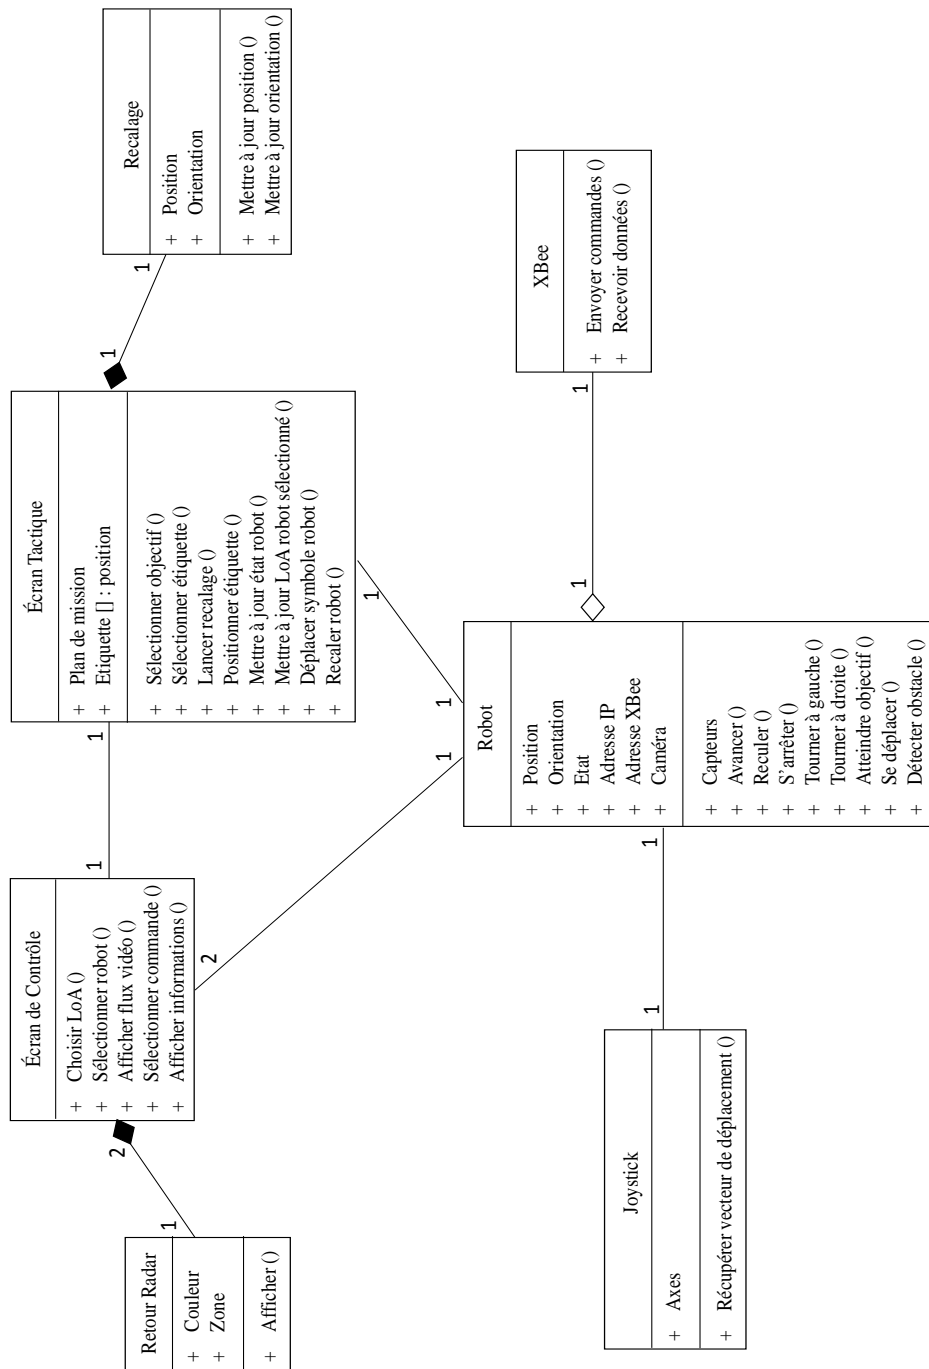 Retour Radar
+ Couleur
+ Zone
+ Afficher ()
1
2
Écran de Contrôle
+ Choisir LoA ()
+ Sélectionner robot ()
+ Afficher flux vidéo ()
+ Sélectionner commande ()
+ Afficher informations ()
1
1
2
1
Écran Tactique
+ Plan de mission
+ Etiquette [] : position
+ Sélectionner objectif ()
+ Sélectionner étiquette ()
+ Lancer recalage ()
+ Positionner étiquette ()
+ Mettre à jour état robot ()
+ Mettre à jour LoA robot sélectionné ()
+ Déplacer symbole robot ()
+ Recaler robot ()
1
1
1
1
Recalage
+ Position
+ Orientation
+ Mettre à jour position ()
+ Mettre à jour orientation ()
Joystick
+ Axes
+ Récupérer vecteur de déplacement ()
1
1
Robot
+ Position
+ Orientation
+ Etat
+ Adresse IP
+ Adresse XBee
+ Caméra
+ Capteurs
+ Avancer ()
+ Reculer ()
+ S'arrêter ()
+ Tourner à gauche ()
+ Tourner à droite ()
+ Atteindre objectif ()
+ Se déplacer ()
+ Détecter obstacle ()
1
1
XBee
+ Envoyer commandes ()
+ Recevoir données ()